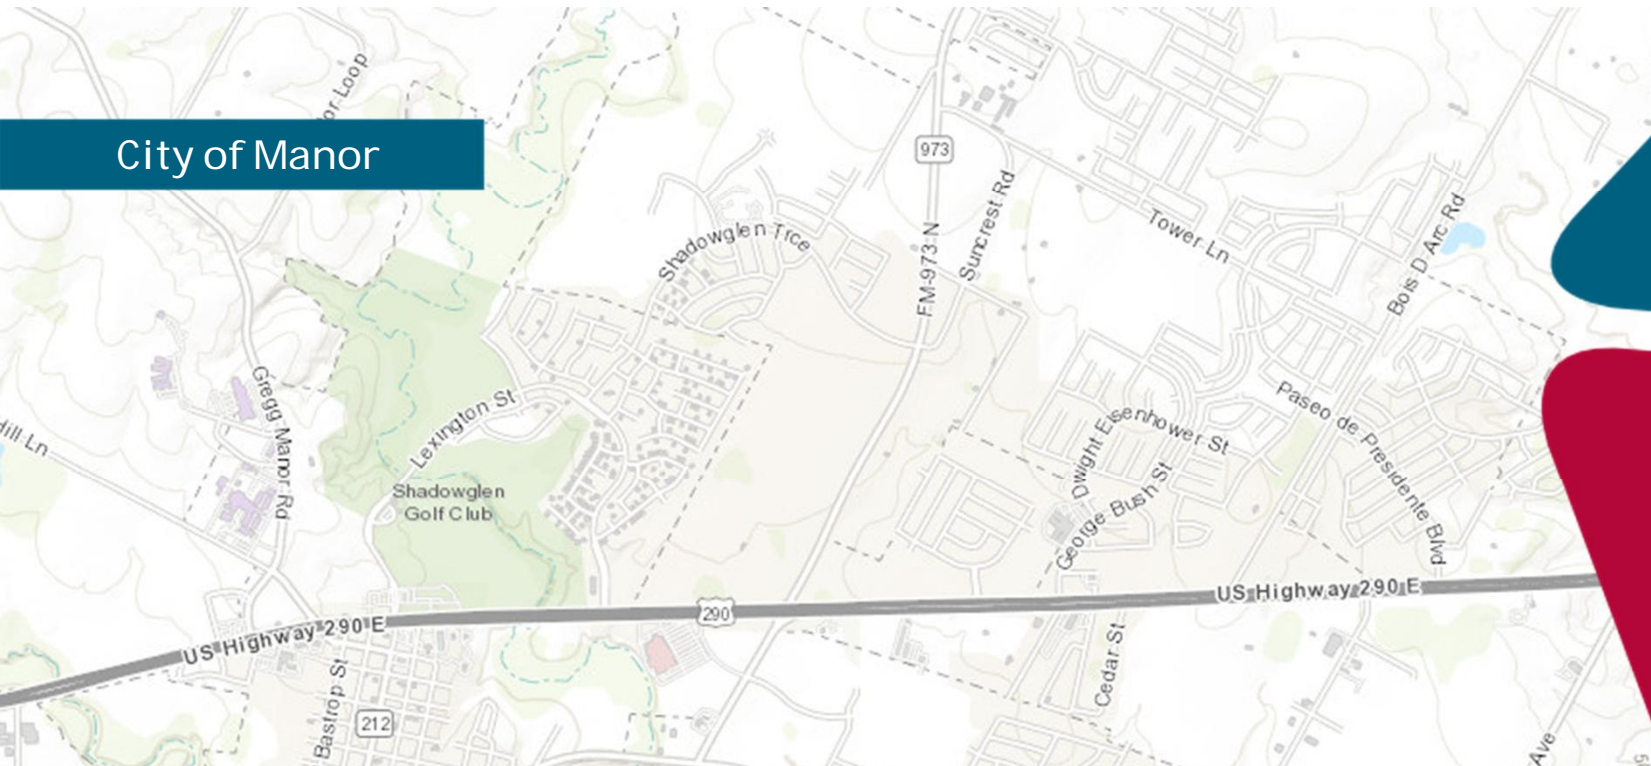 or Loop
City of Manor
973
Suncrest Rd
Tower Ln
Bois D Arc Rd
Shadowglen Trce
FM-973 N
Gregg Manor Rd
Lexington St
Hill Ln
Shadowglen
Golf Club
Dwight Eisenhower St
Paseo de Presidente Blvd
George Bush St
US Highway 290 E
290
US Highway 290 E
Bastrop St
212
Cedar St
Ave